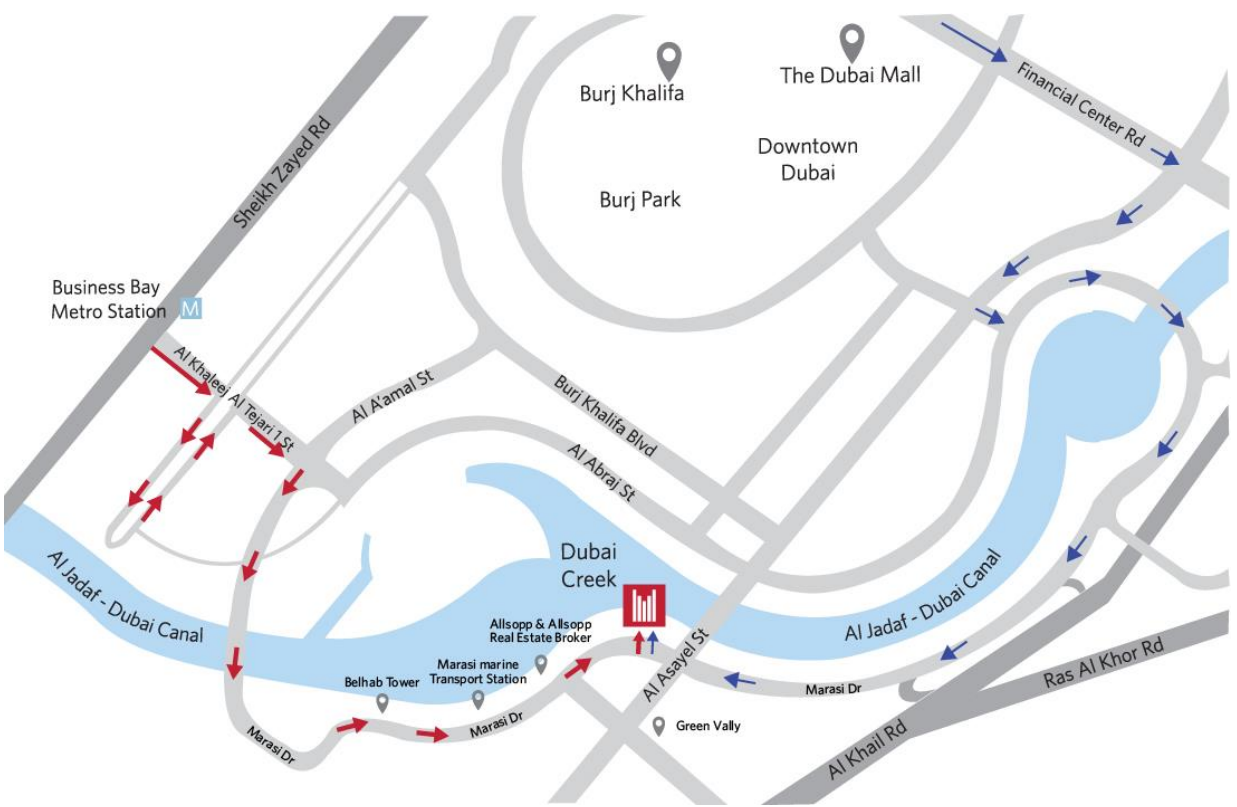 Burj Khalifa
The Dubai Mall
Financial Center Rd
Downtown
Dubai
Burj Park
Sheikh Zayed Rd
Business Bay
Metro Station
M
Al Khaleej Al Tejari 1 St
Al A'amal St
Burj Khalifa Blvd
Al Abraj St
Dubai
Creek
Al Jadaf - Dubai Canal
Al Jadaf - Dubai Canal
Allsopp & Allsopp
Real Estate Broker
Marasi marine
Transport Station
Belhab Tower
Al Asayel St
Ras Al Khor Rd
Marasi Dr
Marasi Dr
Marasi Dr
Green Vally
Al Khail Rd